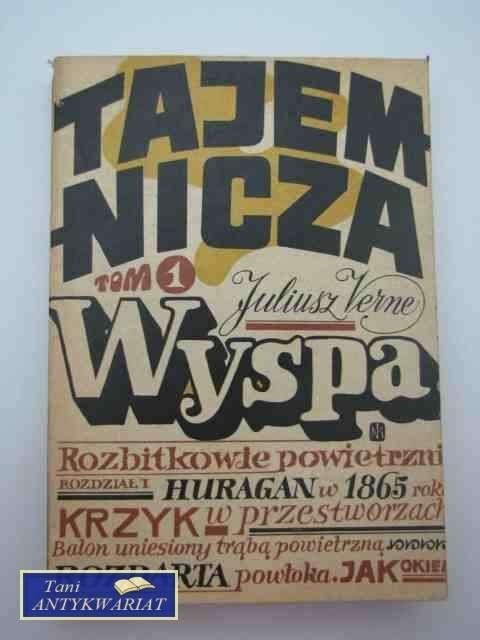 TAJEM-
NICZA
TOM 1
Juliusz Verne
Wyspa
Rozbitkowie powietrzni
ROZDZIAŁ I HURAGAN w 1865 roku
KRZYK w przestworzach
Balon uniesiony trąbą powietrzną
ROZDARTA powłoka. JAK OKIEM
Tani
ANTYKWARIAT